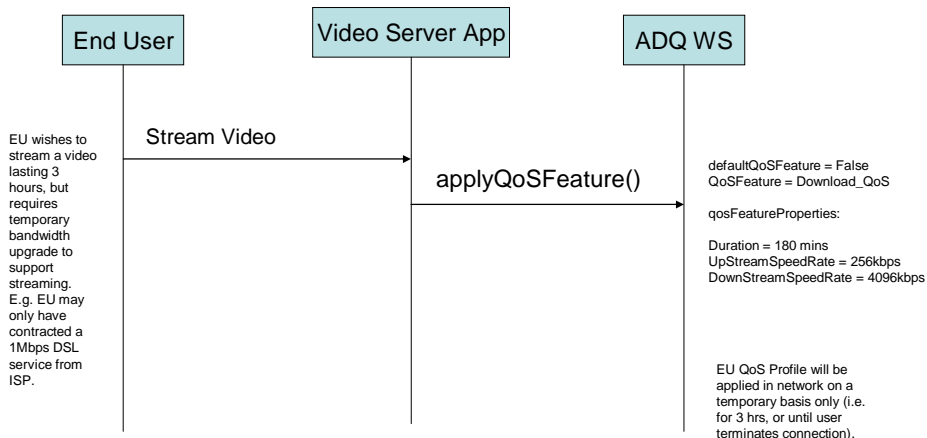 End User
Video Server App
ADQ WS
EU wishes to
stream a video
lasting 3
hours, but
requires
temporary
bandwidth
upgrade to
support
streaming.
E.g. EU may
only have
contracted a
1Mbps DSL
service from
ISP.
Stream Video
applyQoSFeature()
defaultQoSFeature = False
QoSFeature = Download_QoS
qosFeatureProperties:
Duration = 180 mins
UpStreamSpeedRate = 256kbps
DownStreamSpeedRate = 4096kbps
EU QoS Profile will be
applied in network on a
temporary basis only (i.e.
for 3 hrs, or until user
terminates connection).